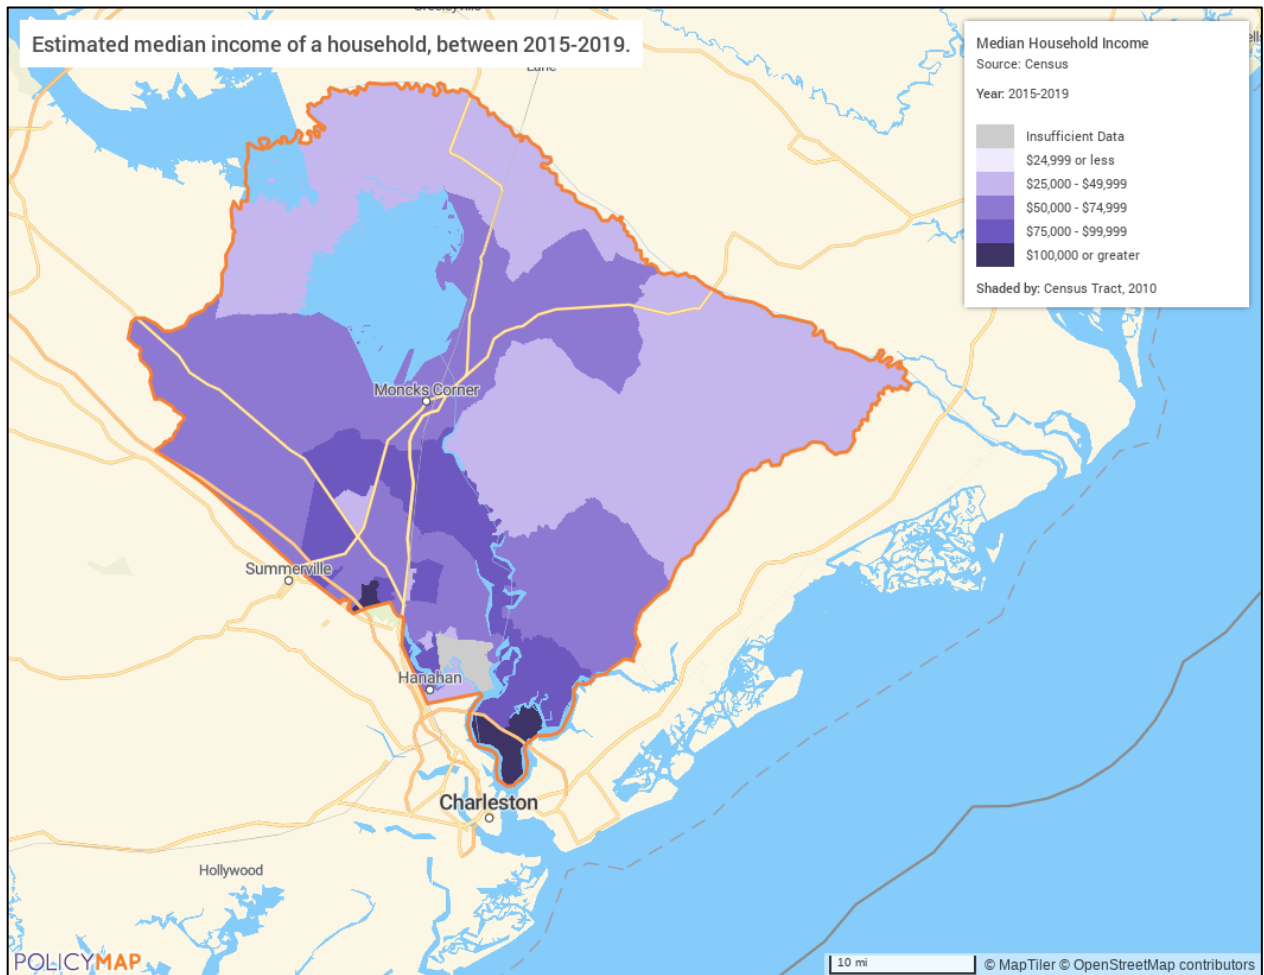 Greeleyville
Estimated median income of a household, between 2015-2019.
Lane
Median Household Income
Source: Census
Year: 2015-2019
Insufficient Data
$24,999 or less
$25,000 - $49,999
$50,000 - $74,999
$75,000 - $99,999
$100,000 or greater
Shaded by: Census Tract, 2010
Moncks Corner
Summerville
Hanahan
Charleston
Hollywood
POLICYMAP
10 mi
© MapTiler © OpenStreetMap contributors